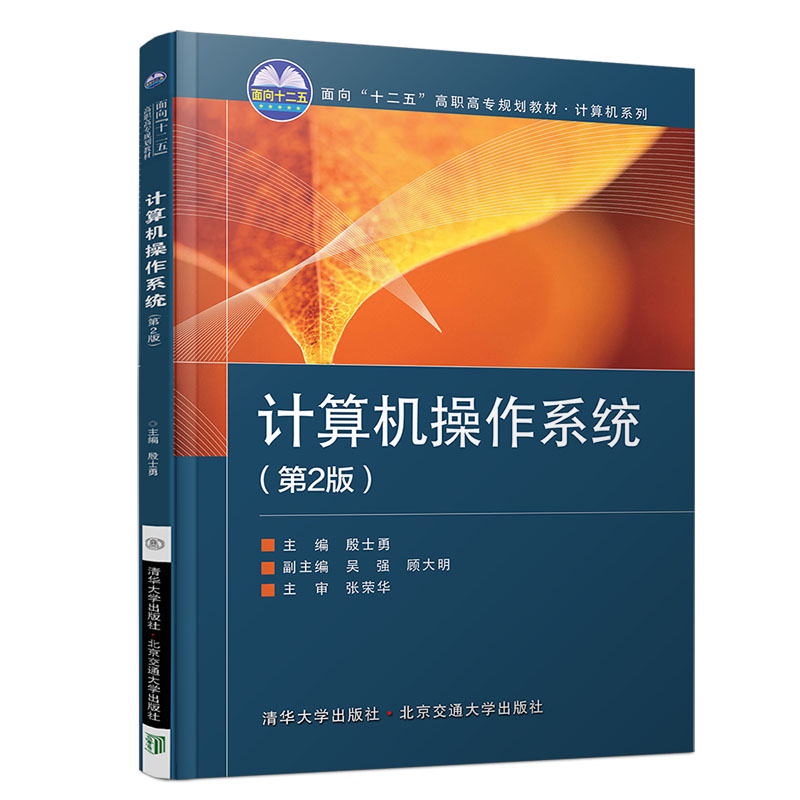 面向十二五
面向“十二五”高职高专规划教材·计算机系列
计算机操作系统
（第2版）
主 编 殷士勇
副主编 吴 强 顾大明
主 审 张荣华
清华大学出版社·北京交通大学出版社
面向“十二五”
高职高专规划教材
计算机操作系统
（第2版）
◎主编 殷士勇
清华大学出版社·北京交通大学出版社